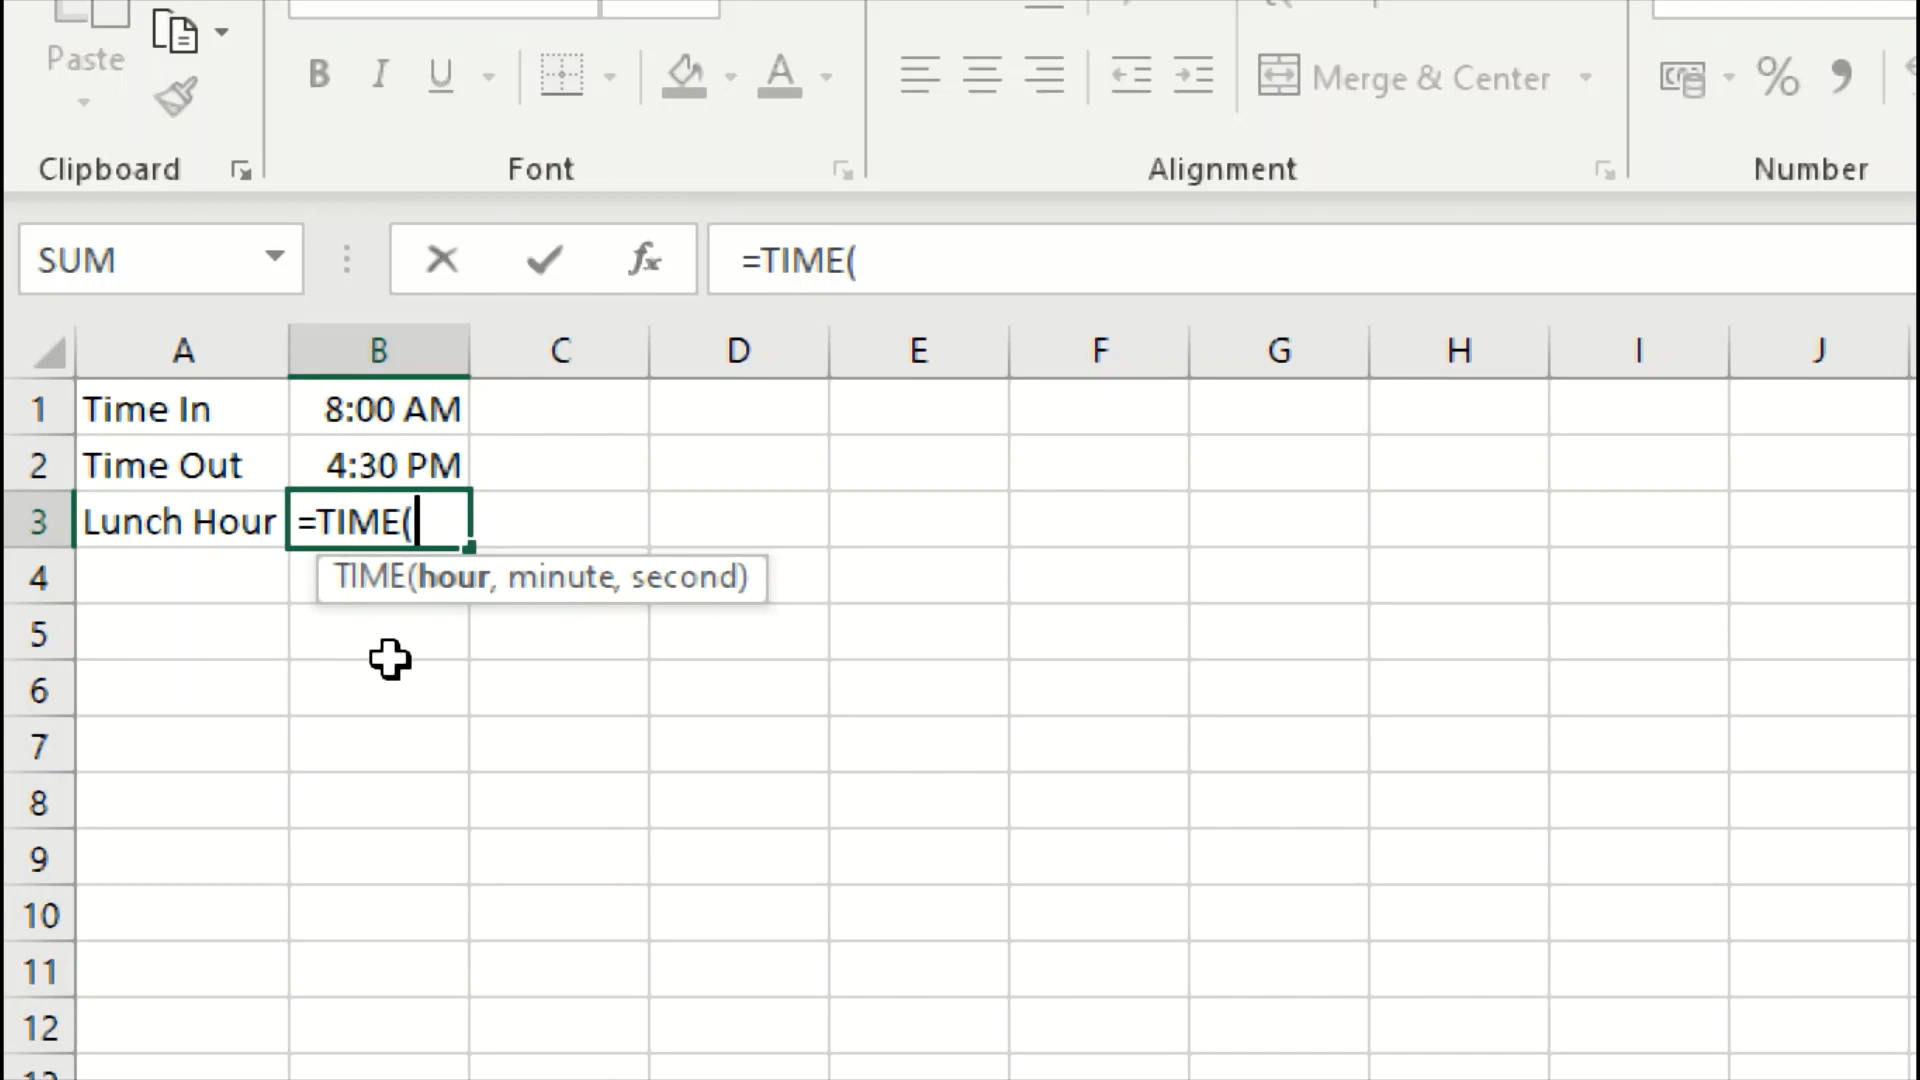 Paste
B I U A Merge & Center % ,
Clipboard Font Alignment Number
SUM fx =TIME(
A B C D E F G H I J
1 Time In 8:00 AM
2 Time Out 4:30 PM
3 Lunch Hour =TIME(
4 TIME(hour, minute, second)
5
6
7
8
9
10
11
12